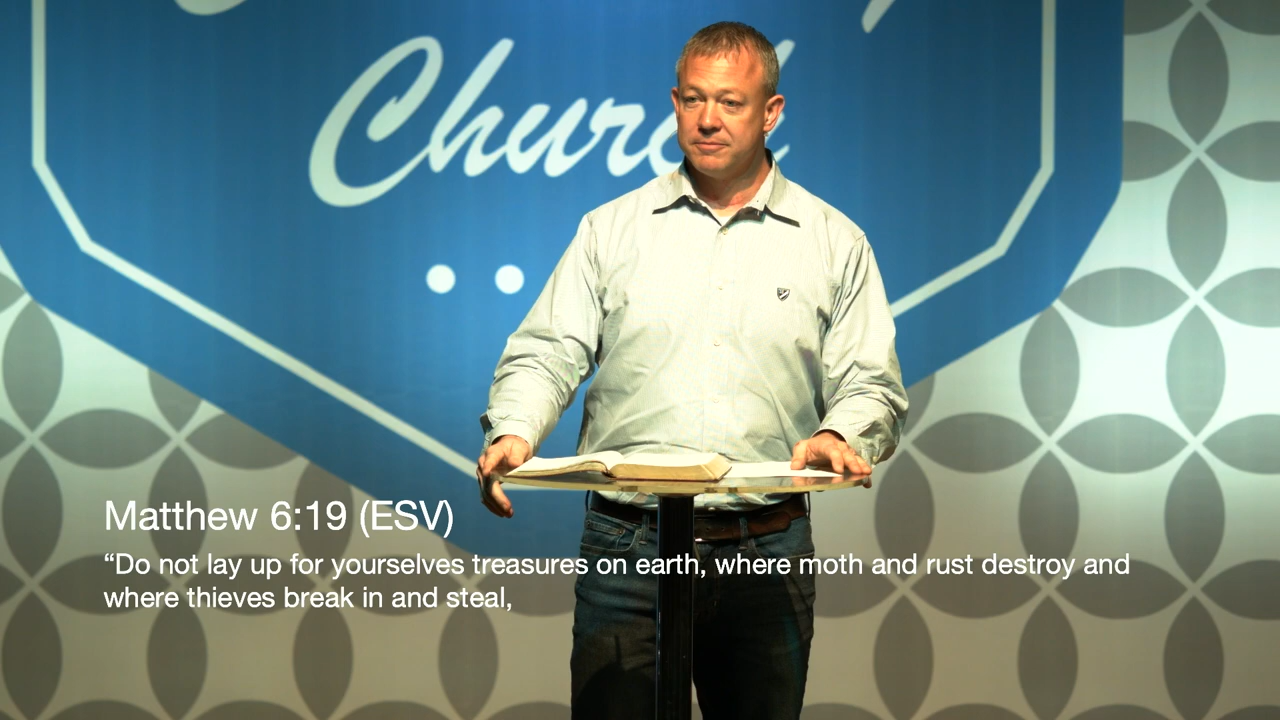 Church
Matthew 6:19 (ESV)
“Do not lay up for yourselves treasures on earth, where moth and rust destroy and
where thieves break in and steal,